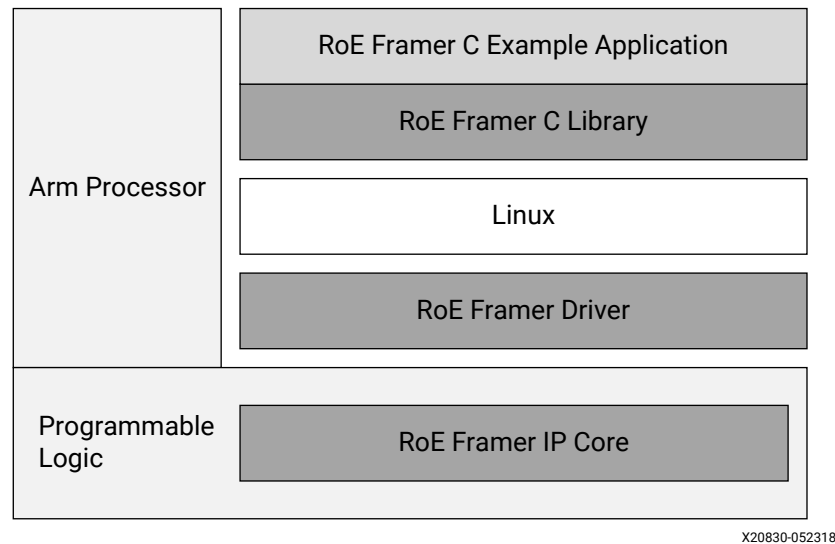 RoE Framer C Example Application
RoE Framer C Library
Arm Processor
Linux
RoE Framer Driver
Programmable
Logic
RoE Framer IP Core
X20830-052318